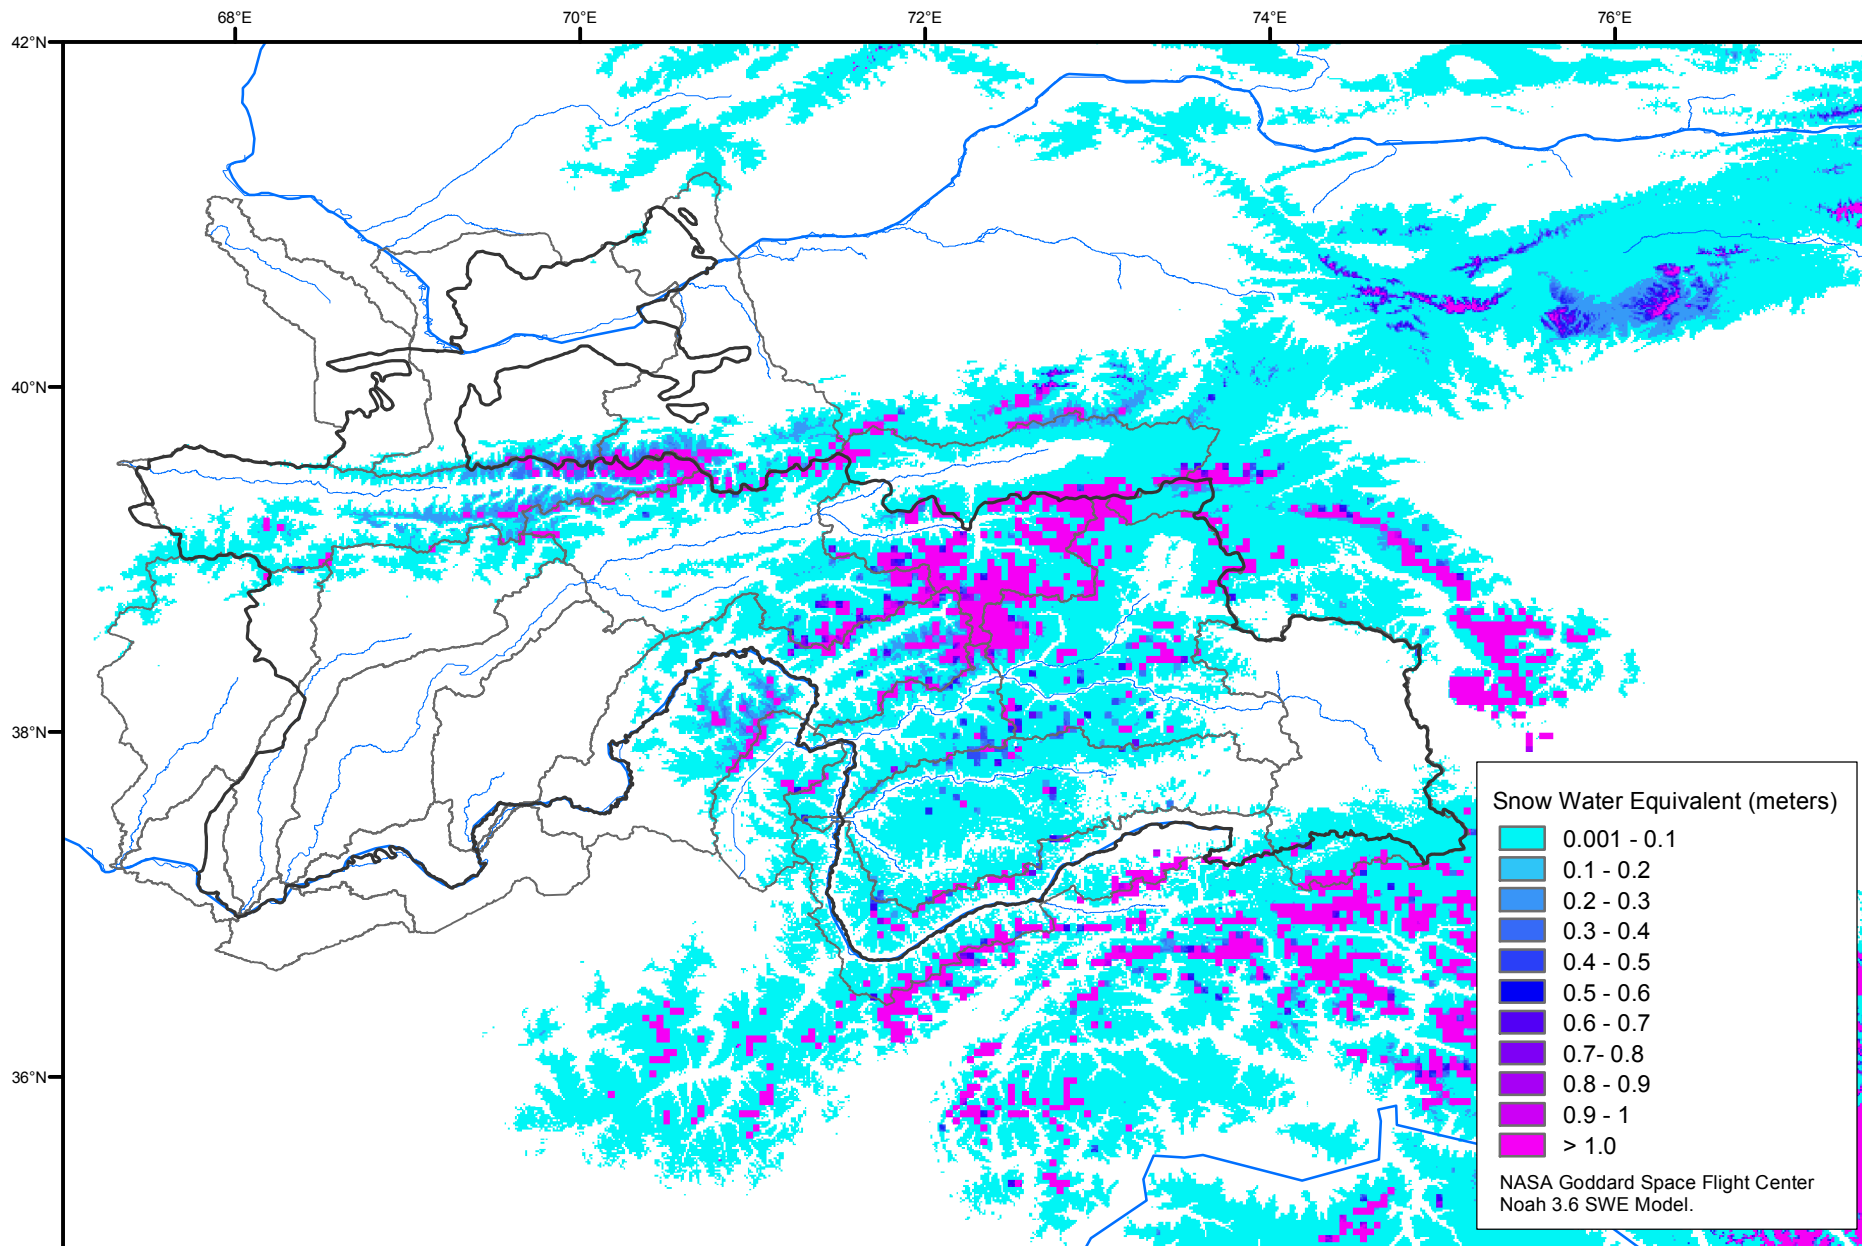 68°E
70°E
72°E
74°E
76°E
42°N
40°N
38°N
36°N
Snow Water Equivalent (meters)
0.001 - 0.1
0.1 - 0.2
0.2 - 0.3
0.3 - 0.4
0.4 - 0.5
0.5 - 0.6
0.6 - 0.7
0.7- 0.8
0.8 - 0.9
0.9 - 1
> 1.0
NASA Goddard Space Flight Center
Noah 3.6 SWE Model.